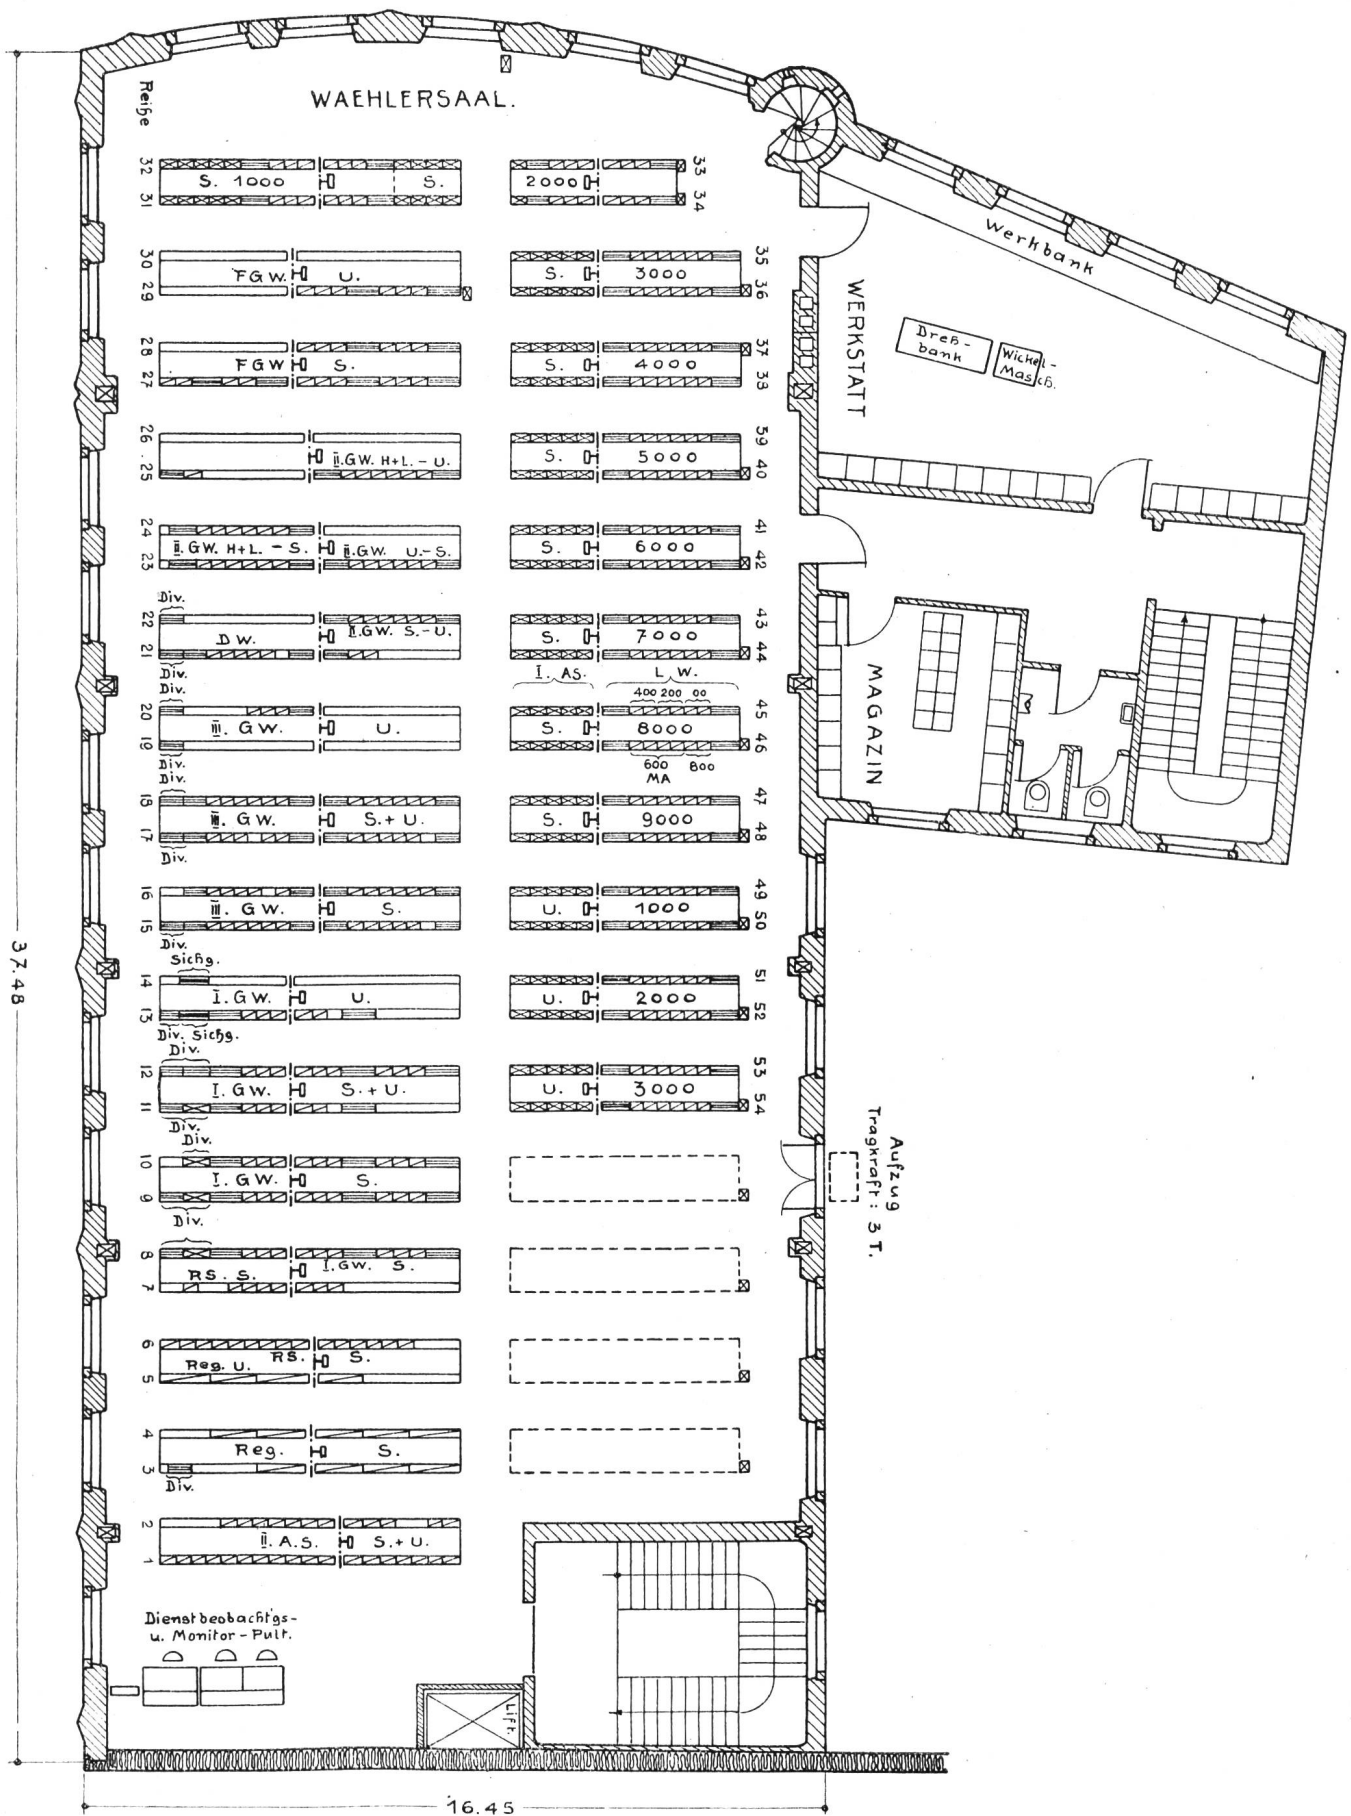 WAEHLERSAAL.
Reihe
32
31
S. 1000
S.
2000
33
34
30
29
FGW.
U.
S.
3000
35
36
28
27
FGW
S.
S.
4000
37
38
26
25
II.GW. H+L. - U.
S.
5000
39
40
24
23
II.GW. H+L. - S.
II.GW. U.-S.
S.
6000
41
42
Div.
22
21
DW.
II.GW. S.-U.
S.
7000
43
44
Div.
Div.
I. AS.
L.W.
400 200 00
20
19
III. GW.
U.
S.
8000
45
46
600
800
MA
Div.
Div.
18
17
III. GW.
S.+U.
S.
9000
47
48
Div.
16
15
III. GW.
S.
U.
1000
49
50
Div.
Sichg.
14
13
I. GW.
U.
U.
2000
51
52
Div. Sichg.
Div.
12
11
I. GW.
S.+U.
U.
3000
53
54
Div.
Div.
10
9
I. GW.
S.
Div.
8
7
RS. S.
I.GW. S.
6
5
Reg. U.
RS.
S.
4
3
Reg.
S.
Div.
2
1
II. A.S.
S.+U.
Dienstbeobachtgs-
u. Monitor-Pult.
Lift.
WERKSTATT
Werkbank
Dreh-
bank
Wickel-
Masch.
MAGAZIN
Aufzug
Tragkraft: 3 T.
37.48
16.45